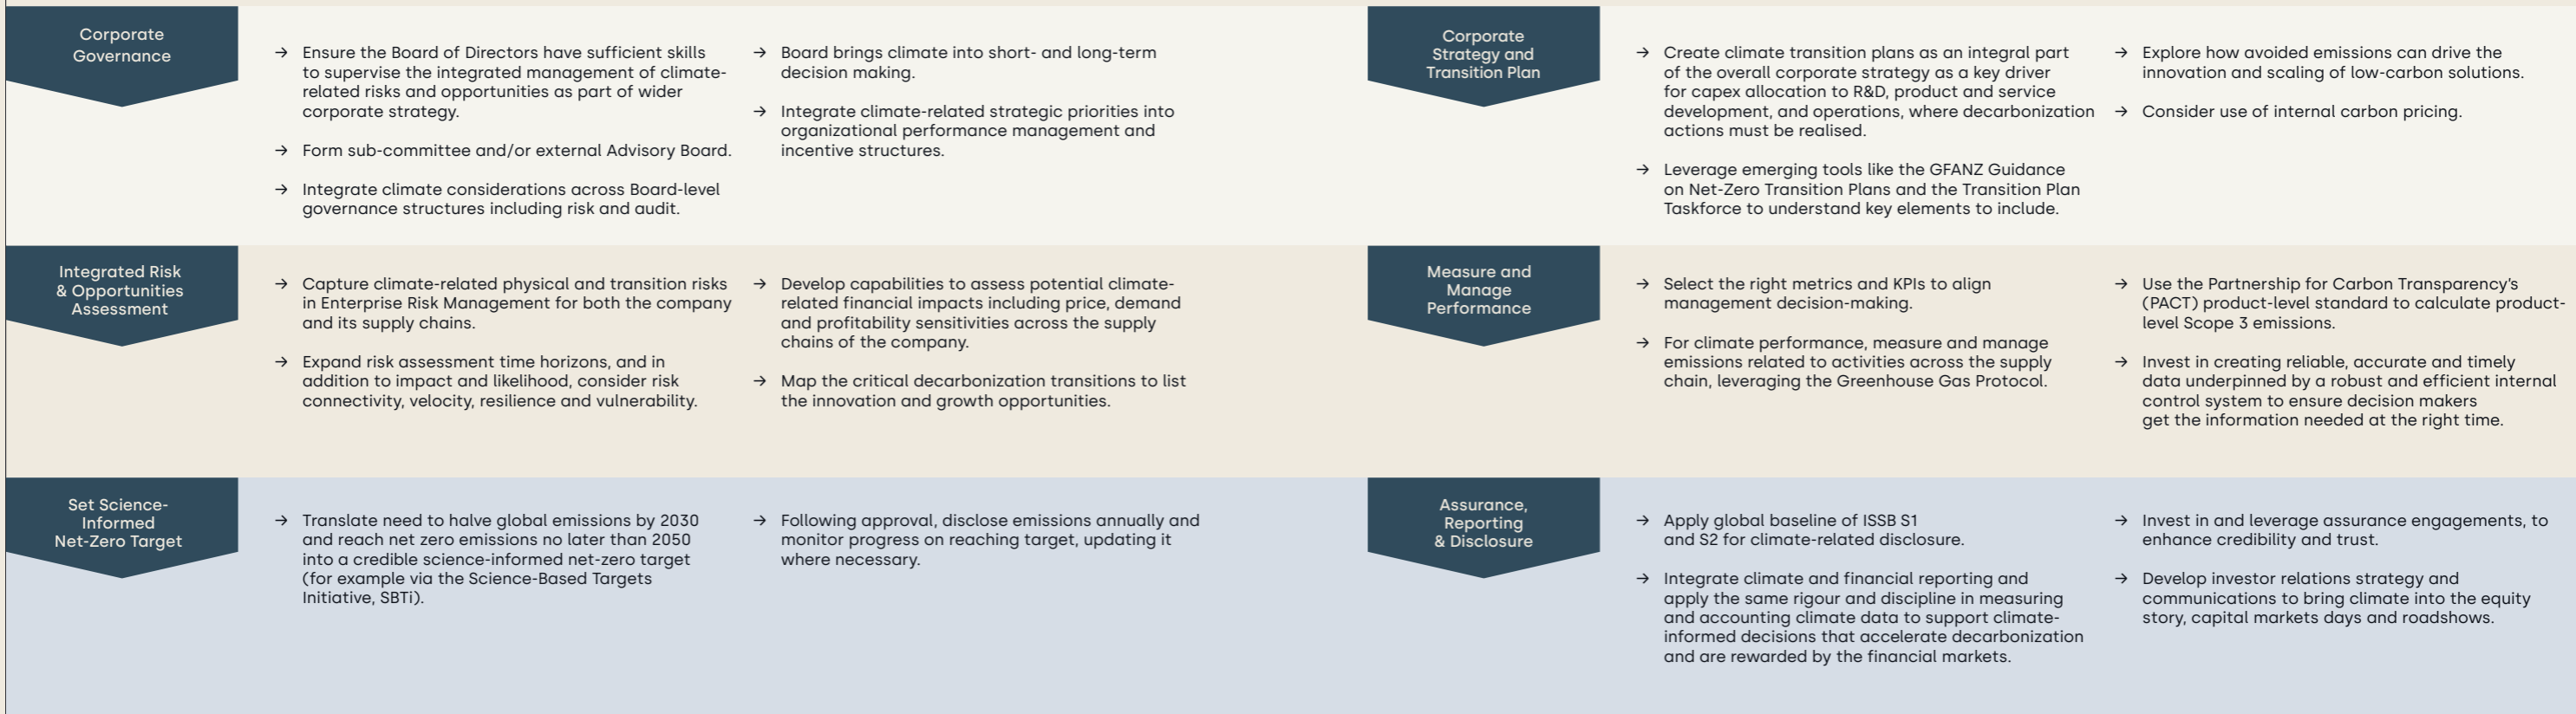 Corporate
Governance
→ Ensure the Board of Directors have sufficient skills
to supervise the integrated management of climate-
related risks and opportunities as part of wider
corporate strategy.
→ Form sub-committee and/or external Advisory Board.
→ Integrate climate considerations across Board-level
governance structures including risk and audit.
→ Board brings climate into short- and long-term
decision making.
→ Integrate climate-related strategic priorities into
organizational performance management and
incentive structures.
Integrated Risk
& Opportunities
Assessment
→ Capture climate-related physical and transition risks
in Enterprise Risk Management for both the company
and its supply chains.
→ Expand risk assessment time horizons, and in
addition to impact and likelihood, consider risk
connectivity, velocity, resilience and vulnerability.
→ Develop capabilities to assess potential climate-
related financial impacts including price, demand
and profitability sensitivities across the supply
chains of the company.
→ Map the critical decarbonization transitions to list
the innovation and growth opportunities.
Set Science-
Informed
Net-Zero Target
→ Translate need to halve global emissions by 2030
and reach net zero emissions no later than 2050
into a credible science-informed net-zero target
(for example via the Science-Based Targets
Initiative, SBTi).
→ Following approval, disclose emissions annually and
monitor progress on reaching target, updating it
where necessary.
Corporate
Strategy and
Transition Plan
→ Create climate transition plans as an integral part
of the overall corporate strategy as a key driver
for capex allocation to R&D, product and service
development, and operations, where decarbonization
actions must be realised.
→ Leverage emerging tools like the GFANZ Guidance
on Net-Zero Transition Plans and the Transition Plan
Taskforce to understand key elements to include.
→ Explore how avoided emissions can drive the
innovation and scaling of low-carbon solutions.
→ Consider use of internal carbon pricing.
Measure and
Manage
Performance
→ Select the right metrics and KPIs to align
management decision-making.
→ For climate performance, measure and manage
emissions related to activities across the supply
chain, leveraging the Greenhouse Gas Protocol.
→ Use the Partnership for Carbon Transparency’s
(PACT) product-level standard to calculate product-
level Scope 3 emissions.
→ Invest in creating reliable, accurate and timely
data underpinned by a robust and efficient internal
control system to ensure decision makers
get the information needed at the right time.
Assurance,
Reporting
& Disclosure
→ Apply global baseline of ISSB S1
and S2 for climate-related disclosure.
→ Integrate climate and financial reporting and
apply the same rigour and discipline in measuring
and accounting climate data to support climate-
informed decisions that accelerate decarbonization
and are rewarded by the financial markets.
→ Invest in and leverage assurance engagements, to
enhance credibility and trust.
→ Develop investor relations strategy and
communications to bring climate into the equity
story, capital markets days and roadshows.